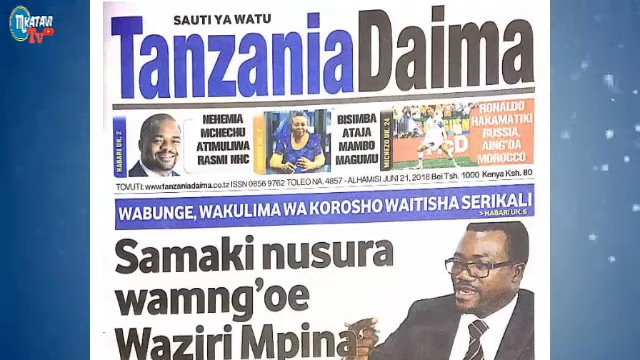 MKATAVI
Tv
SAUTI YA WATU
TanzaniaDaima
HABARI UK. 2
NEHEMIA
MCHECHU
ATIMULIWA
RASMI NHC
BISIMBA
ATAJA
MAMBO
MAGUMU
MICHEZO UK. 24
RONALDO
HAKAMATIKI
RUSSIA,
AING'DA
MOROCCO
TOVUTI: www.tanzaniadaima.co.tz ISSN 0856 9762 TOLEO NA. 4857 - ALHAMISI JUNI 21, 2018 Bei Tsh. 1000 Kenya Ksh. 80
WABUNGE, WAKULIMA WA KOROSHO WAITISHA SERIKALI
> HABARI UK. 6
Samaki nusura
wamng'oe
Waziri Mpina